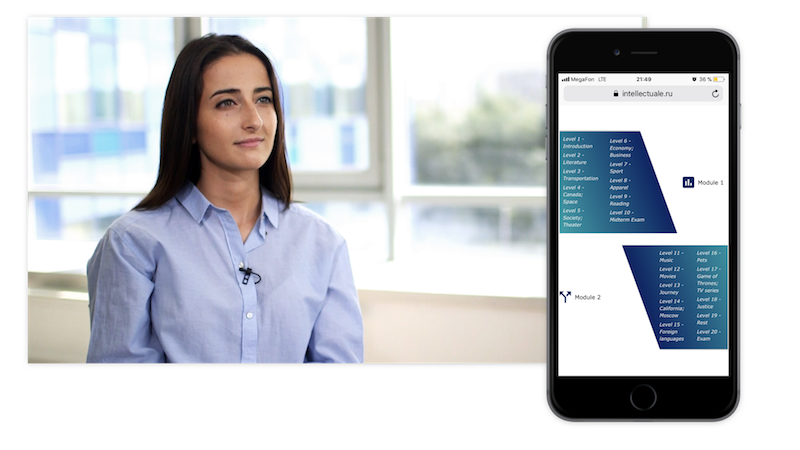 MegaFon LTE 21:49 36 %
intellectuale.ru
Level 1 -
Introduction
Level 2 -
Literature
Level 3 -
Transportation
Level 4 -
Canada;
Space
Level 5 -
Society;
Theater
Level 6 -
Economy;
Business
Level 7 -
Sport
Level 8 -
Apparel
Level 9 -
Reading
Level 10 -
Midterm Exam
Module 1
Module 2
Level 11 -
Music
Level 12 -
Movies
Level 13 -
Journey
Level 14 -
California;
Moscow
Level 15 -
Foreign
languages
Level 16 -
Pets
Level 17 -
Game of
Thrones;
TV series
Level 18 -
Justice
Level 19 -
Rest
Level 20 -
Exam